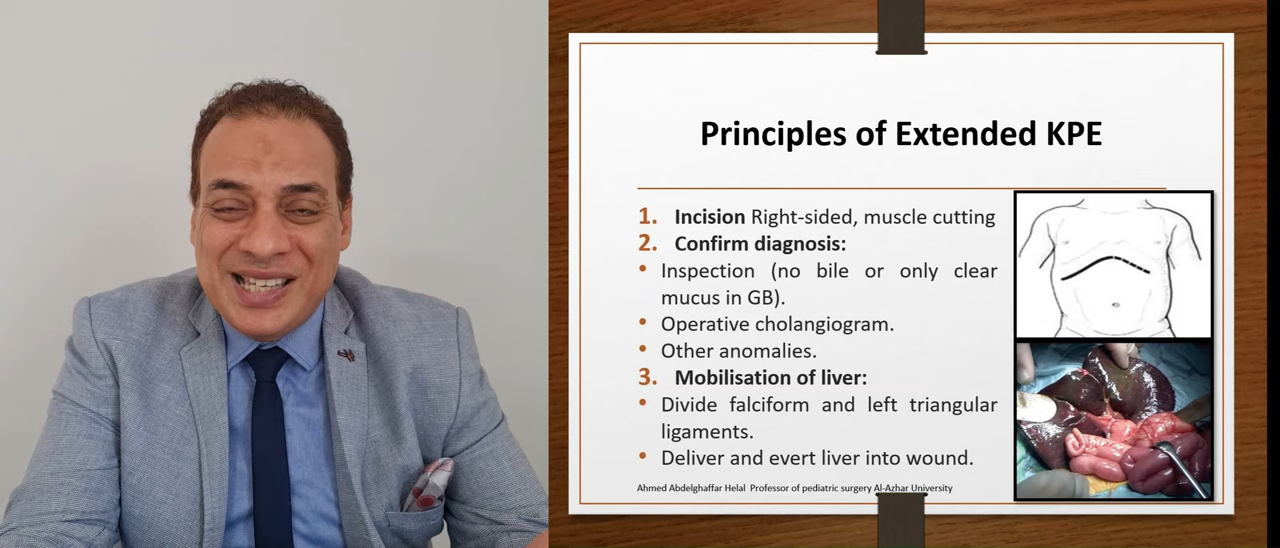 Principles of Extended KPE
1. Incision Right-sided, muscle cutting
2. Confirm diagnosis:
• Inspection (no bile or only clear
mucus in GB).
• Operative cholangiogram.
• Other anomalies.
3. Mobilisation of liver:
• Divide falciform and left triangular
ligaments.
• Deliver and evert liver into wound.
Ahmed Abdelghaffar Helal Professor of pediatric surgery Al-Azhar University